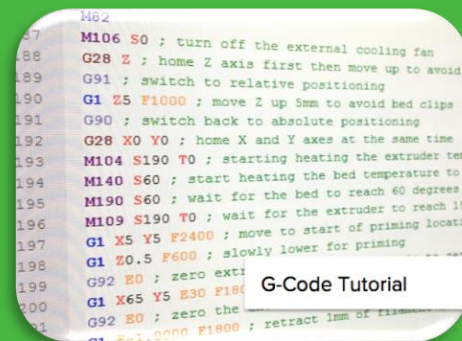 M82
87 M106 S0 ; turn off the external cooling fan
188 G28 Z ; home Z axis first then move up to avoid
189 G91 ; switch to relative positioning
190 G1 Z5 F1000 ; move Z up 5mm to avoid bed clips
191 G90 ; switch back to absolute positioning
192 G28 X0 Y0 ; home X and Y axes at the same time
193 M104 S190 T0 ; starting heating the extruder
194 M140 S60 ; start heating the bed temperature to
195 M190 S60 ; wait for the bed to reach 60 degrees
196 M109 S190 T0 ; wait for the extruder to reach
197 G1 X5 Y5 F2400 ; move to start of priming
198 G1 Z0.5 F600 ; slowly lower for priming
199 G92 E0 ; zero
200 G1 X65 Y5 E30
G92 E0 ; zero the
F1800 ; retract 1mm of
G-Code Tutorial